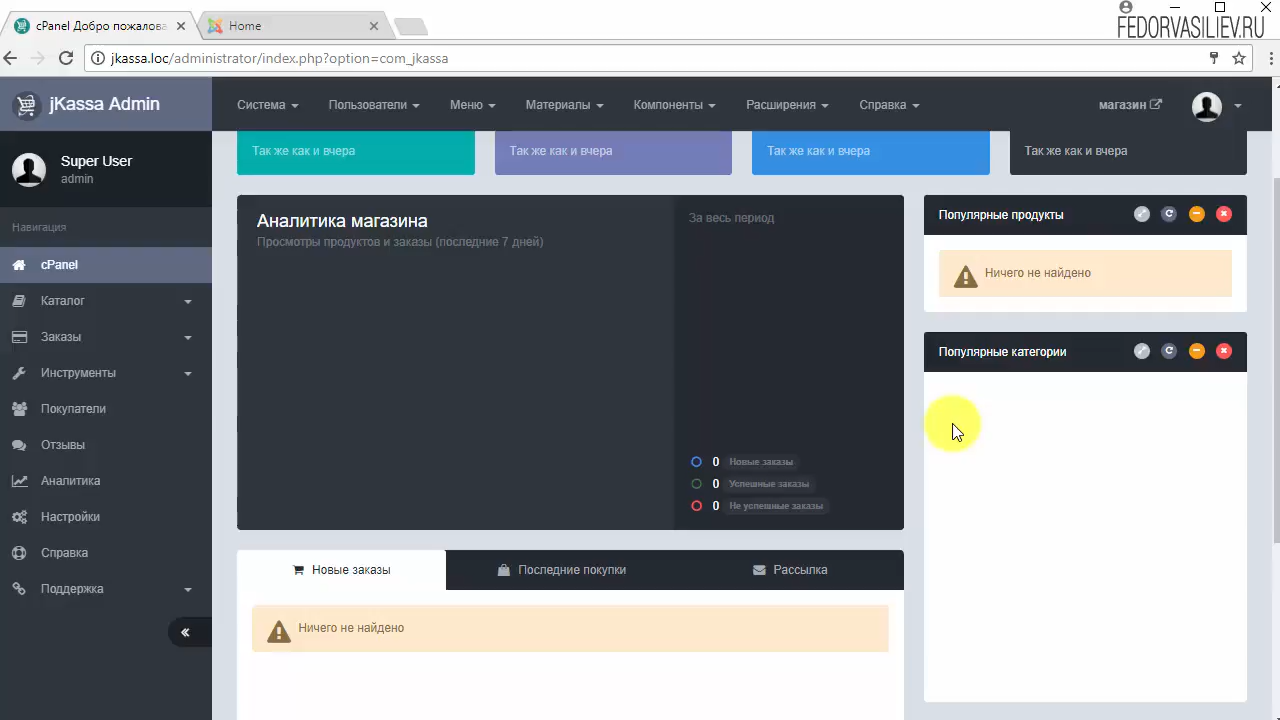 cPanel Добро пожалова
Home
FEDORVASILIEV.RU
jkassa.loc/administrator/index.php?option=com_jkassa
jKassa Admin
Система
Пользователи
Меню
Материалы
Компоненты
Расширения
Справка
магазин
Super User
admin
Навигация
cPanel
Каталог
Заказы
Инструменты
Покупатели
Отзывы
Аналитика
Настройки
Справка
Поддержка
Так же как и вчера
Так же как и вчера
Так же как и вчера
Так же как и вчера
Аналитика магазина
Просмотры продуктов и заказы (последние 7 дней)
За весь период
0 Новые заказы
0 Успешные заказы
0 Не успешные заказы
Популярные продукты
Ничего не найдено
Популярные категории
Новые заказы
Последние покупки
Рассылка
Ничего не найдено